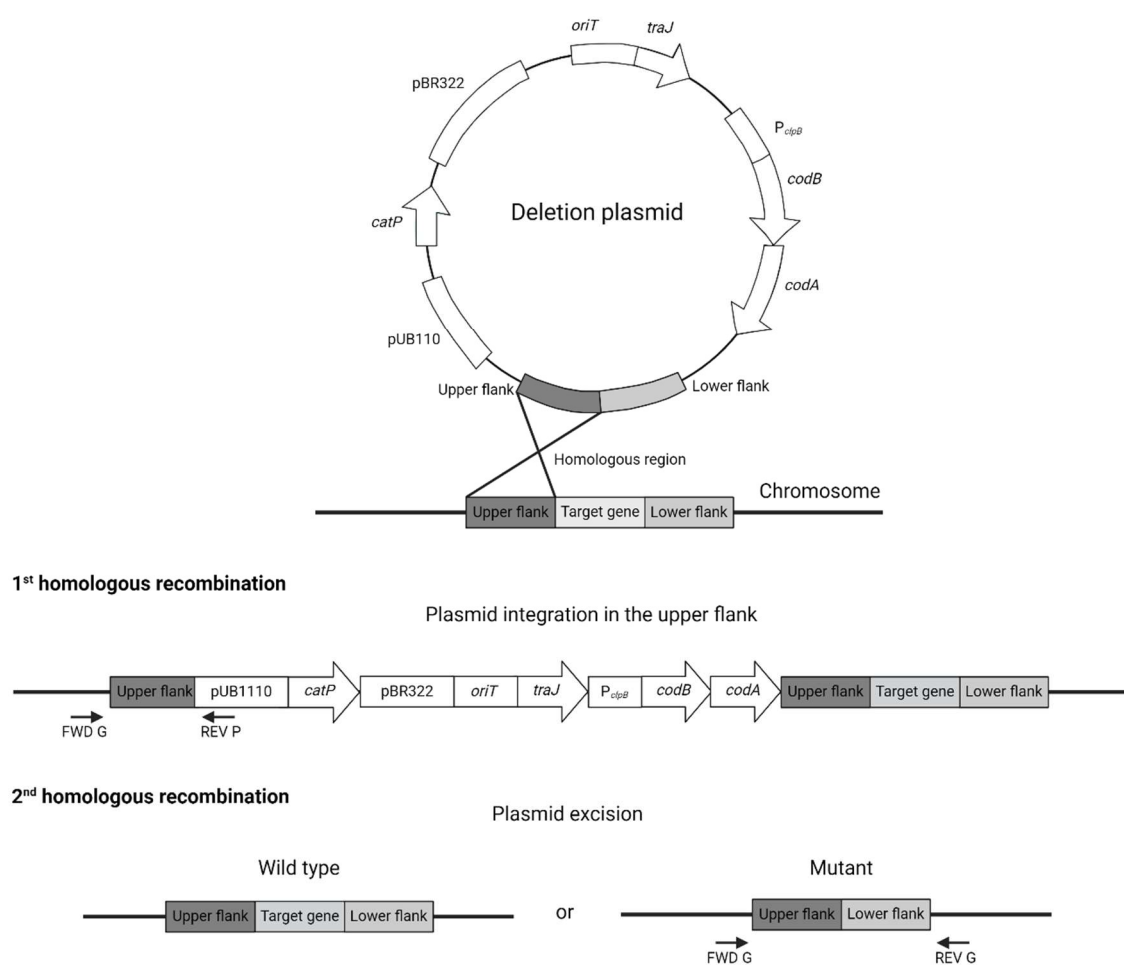 oriT
traJ
pBR322
PclpB
codB
catP
Deletion plasmid
codA
pUB110
Upper flank
Lower flank
Homologous region
Chromosome
Upper flank Target gene Lower flank
1st homologous recombination
Plasmid integration in the upper flank
Upper flank pUB1110 catP pBR322 oriT traJ PclpB codB codA Upper flank Target gene Lower flank
FWD G REV P
2nd homologous recombination
Plasmid excision
Wild type Mutant
Upper flank Target gene Lower flank or Upper flank Lower flank
FWD G REV G